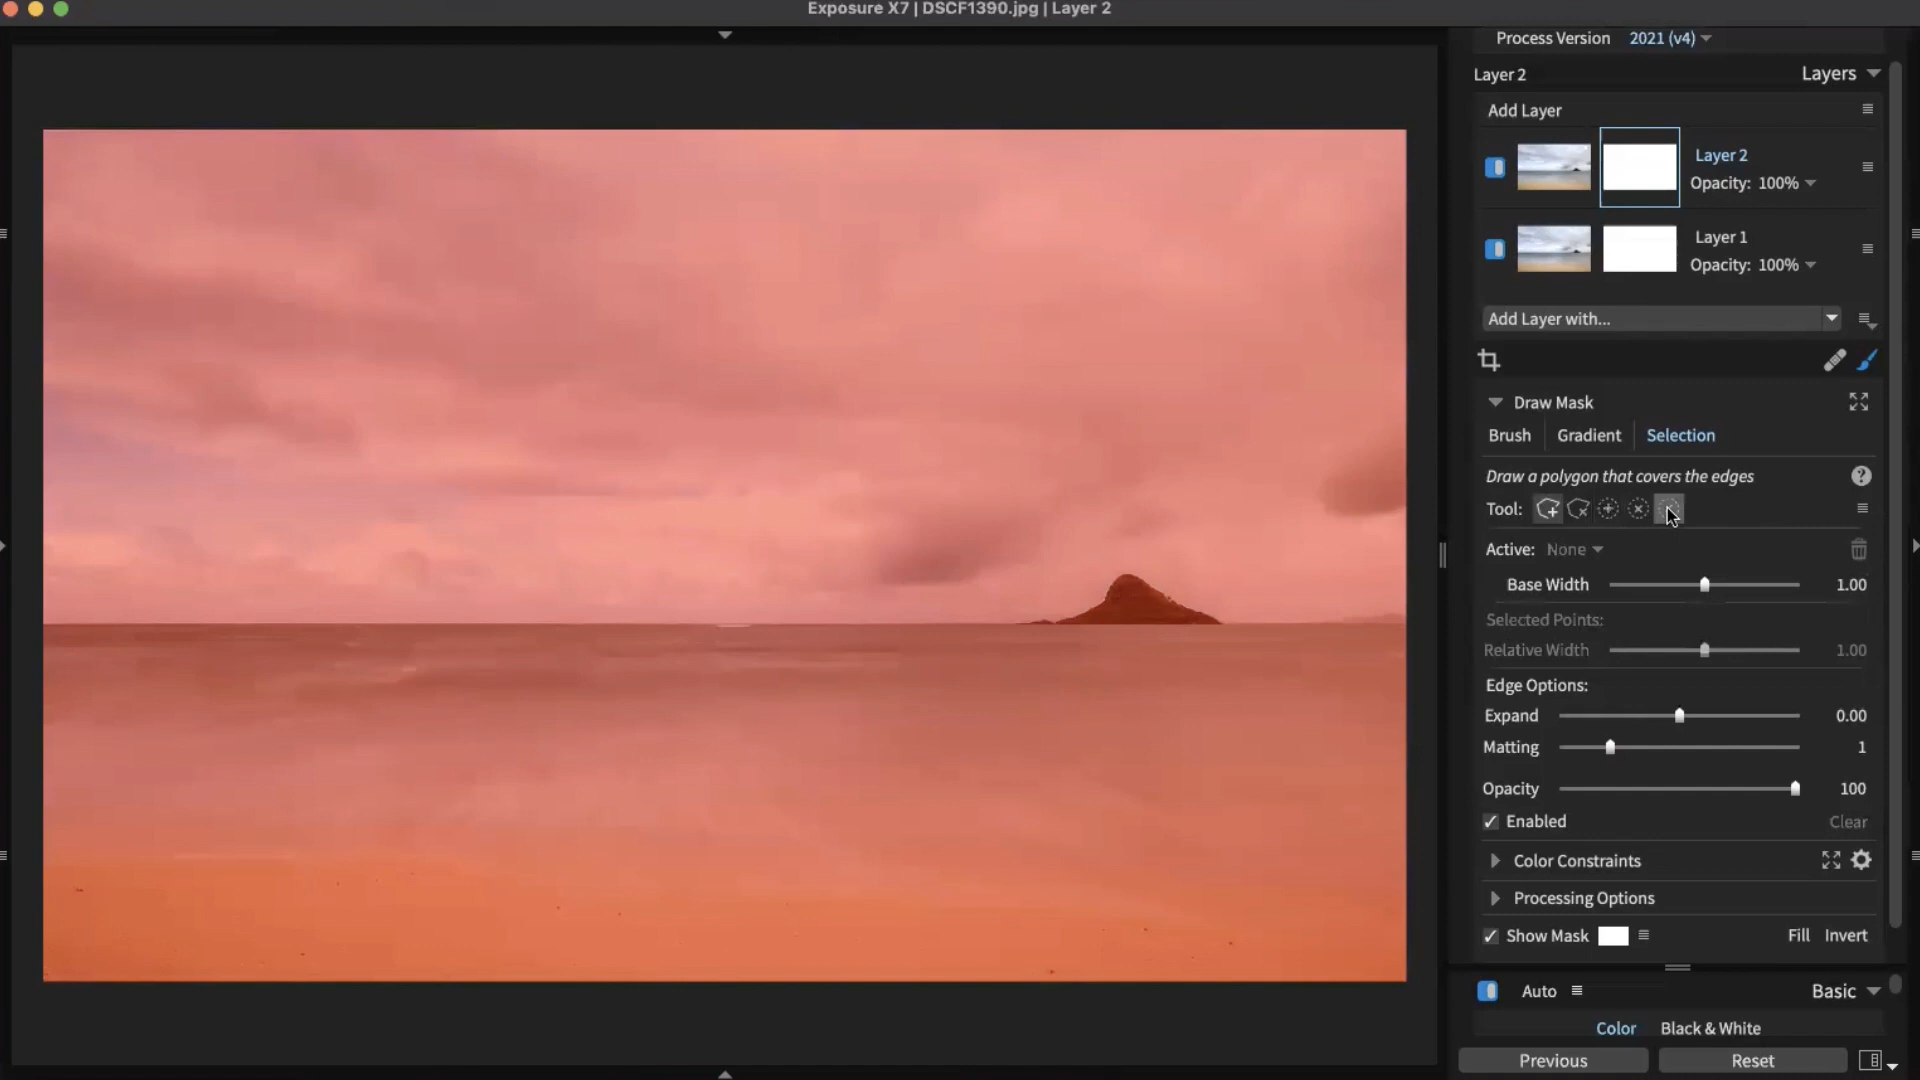 Exposure X7 | DSCF1390.jpg | Layer 2
Process Version 2021 (v4)
Layer 2 Layers
Add Layer
Layer 2
Opacity: 100%
Layer 1
Opacity: 100%
Add Layer with...
Draw Mask
Brush Gradient Selection
Draw a polygon that covers the edges ?
Tool:
Active: None
Base Width 1.00
Selected Points:
Relative Width 1.00
Edge Options:
Expand 0.00
Matting 1
Opacity 100
Enabled Clear
Color Constraints
Processing Options
Show Mask Fill Invert
Auto Basic
Color Black & White
Previous Reset